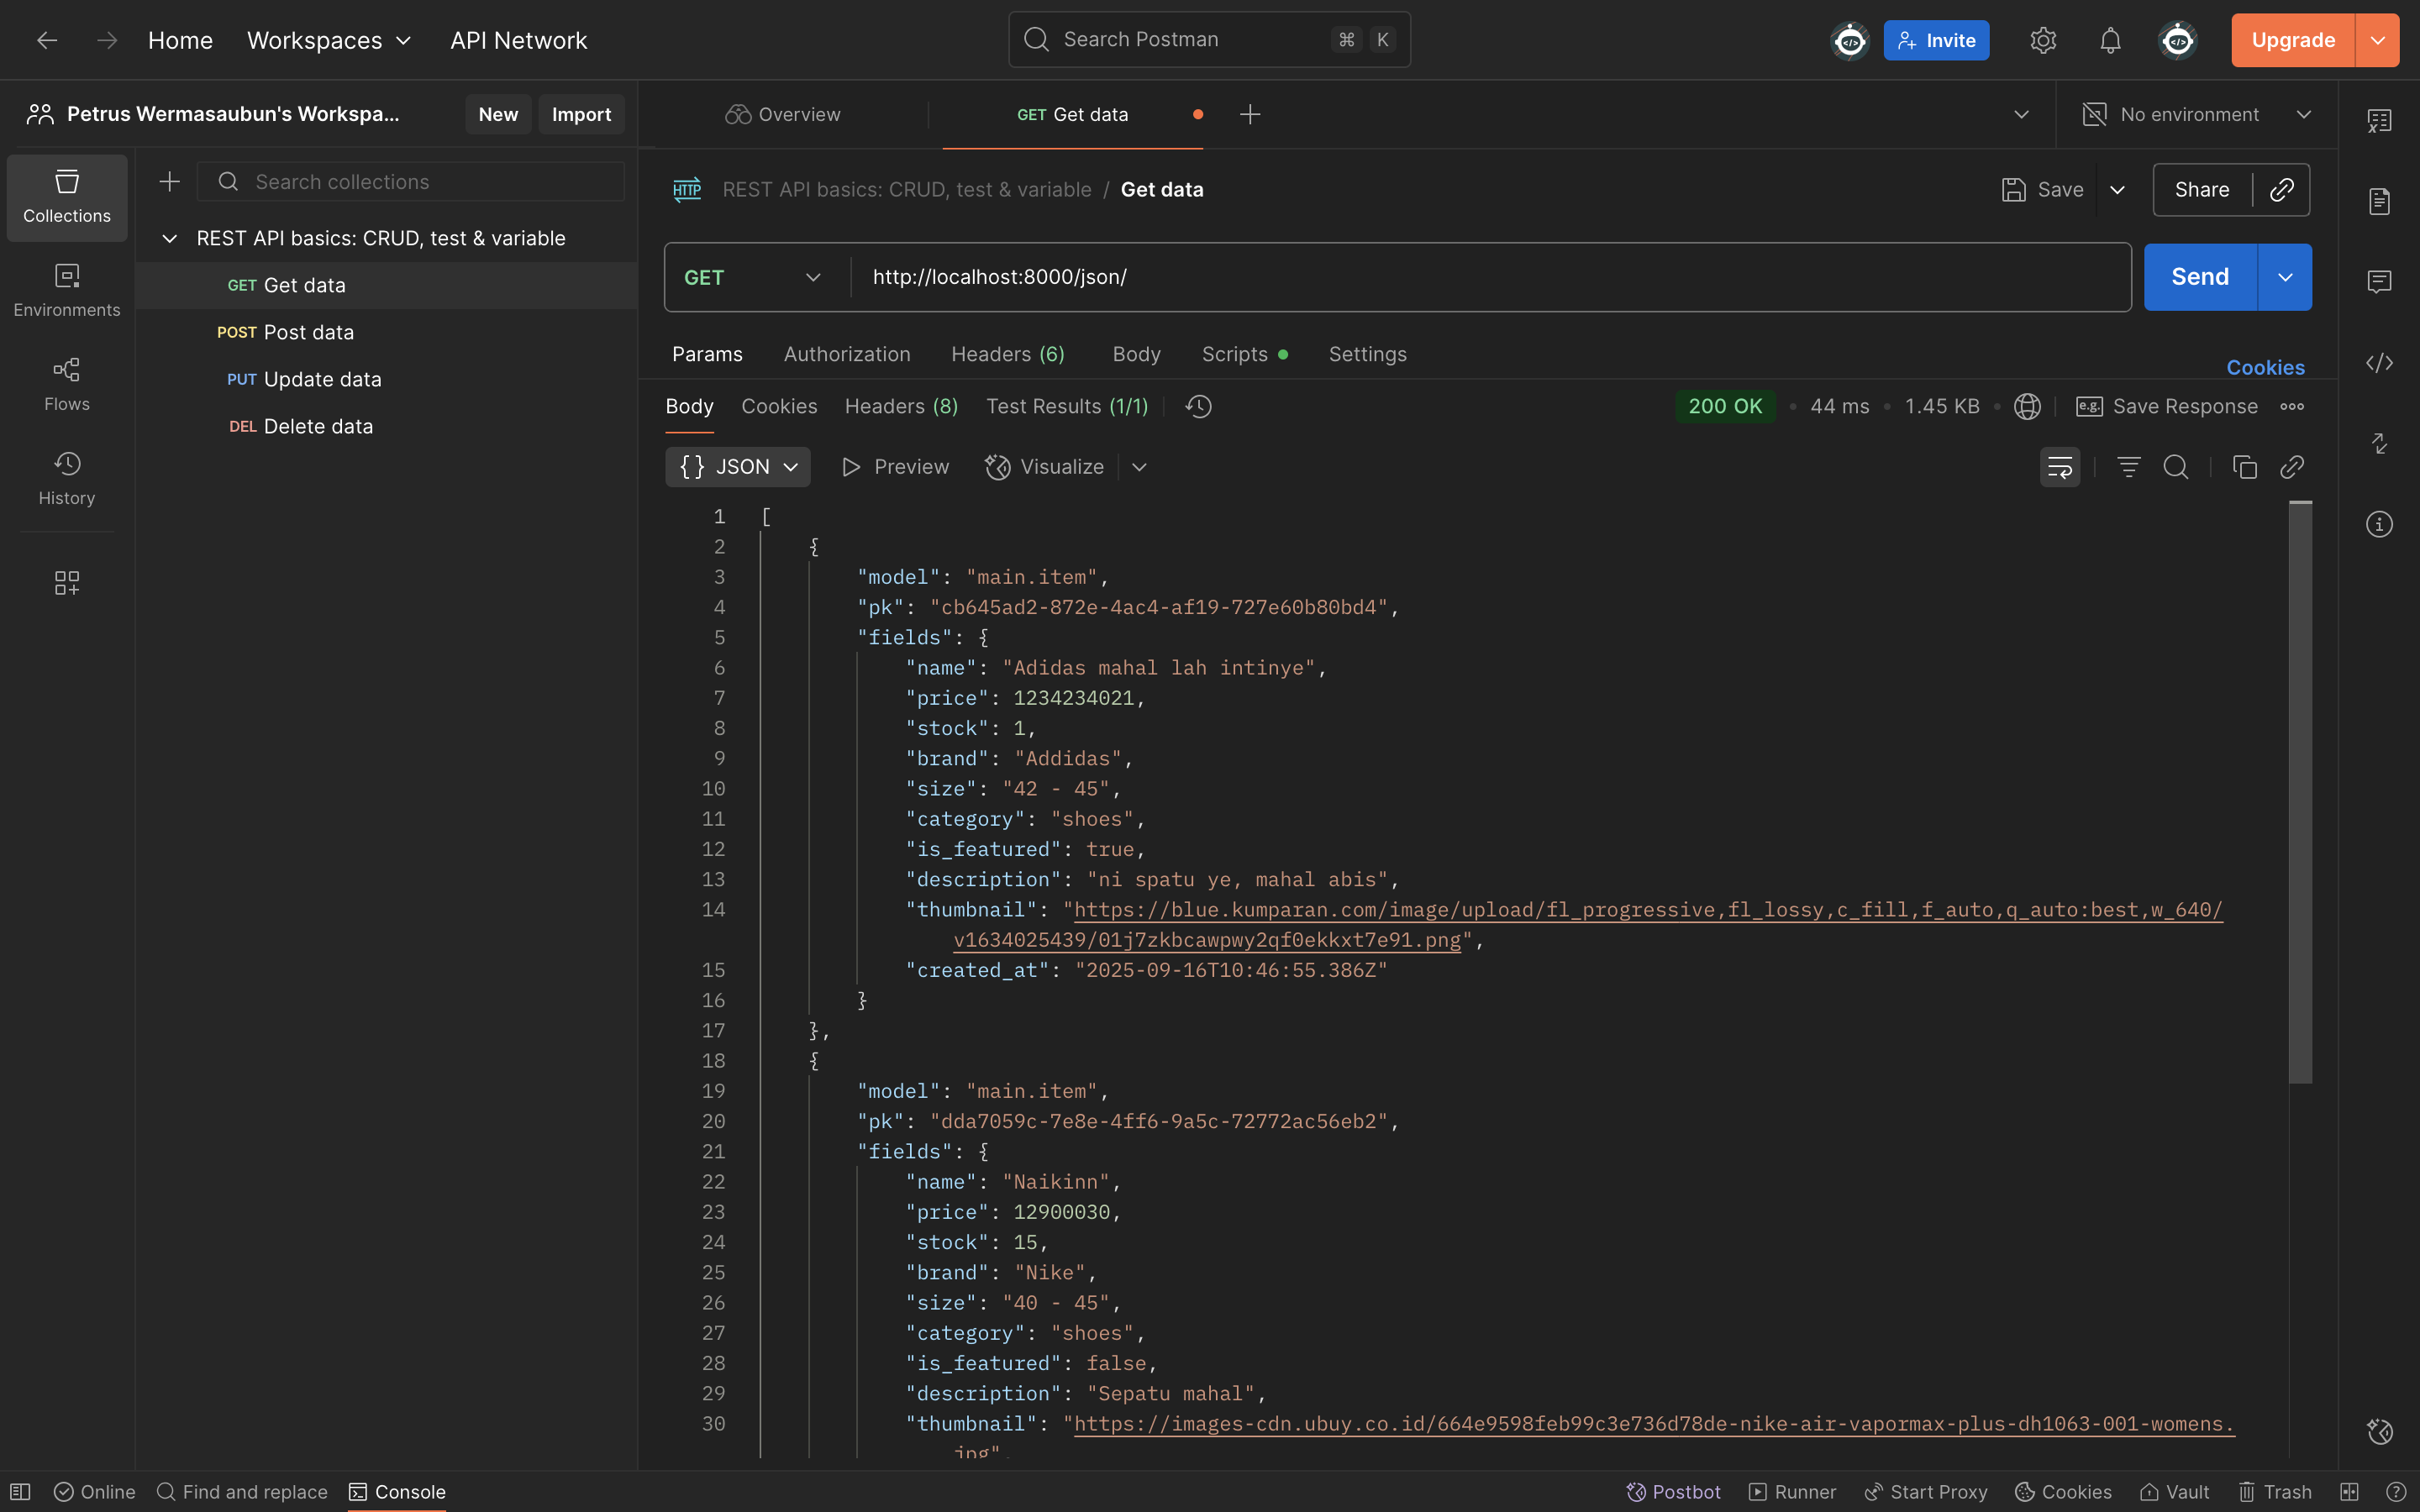 Home
Workspaces
API Network
Search Postman
⌘ K
Invite
Upgrade
Petrus Wermasaubun's Workspa...
New
Import
Overview
GET Get data
No environment
Collections
Environments
Flows
History
Search collections
REST API basics: CRUD, test & variable
GET Get data
POST Post data
PUT Update data
DEL Delete data
HTTP REST API basics: CRUD, test & variable / Get data
Save
Share
GET
http://localhost:8000/json/
Send
Params Authorization Headers (6) Body Scripts Settings
Cookies
Body Cookies Headers (8) Test Results (1/1)
200 OK • 44 ms • 1.45 KB • e.g. Save Response
{} JSON Preview Visualize
1 [
2 {
3 "model": "main.item",
4 "pk": "cb645ad2-872e-4ac4-af19-727e60b80bd4",
5 "fields": {
6 "name": "Adidas mahal lah intinye",
7 "price": 1234234021,
8 "stock": 1,
9 "brand": "Addidas",
10 "size": "42 - 45",
11 "category": "shoes",
12 "is_featured": true,
13 "description": "ni spatu ye, mahal abis",
14 "thumbnail": "https://blue.kumparan.com/image/upload/fl_progressive,fl_lossy,c_fill,f_auto,q_auto:best,w_640/
v1634025439/01j7zkbcawpwy2qf0ekkxt7e91.png",
15 "created_at": "2025-09-16T10:46:55.386Z"
16 }
17 },
18 {
19 "model": "main.item",
20 "pk": "dda7059c-7e8e-4ff6-9a5c-72772ac56eb2",
21 "fields": {
22 "name": "Naikinn",
23 "price": 12900030,
24 "stock": 15,
25 "brand": "Nike",
26 "size": "40 - 45",
27 "category": "shoes",
28 "is_featured": false,
29 "description": "Sepatu mahal",
30 "thumbnail": "https://images-cdn.ubuy.co.id/664e9598feb99c3e736d78de-nike-air-vapormax-plus-dh1063-001-womens.
jpg",
Online
Find and replace
Console
Postbot
Runner
Start Proxy
Cookies
Vault
Trash